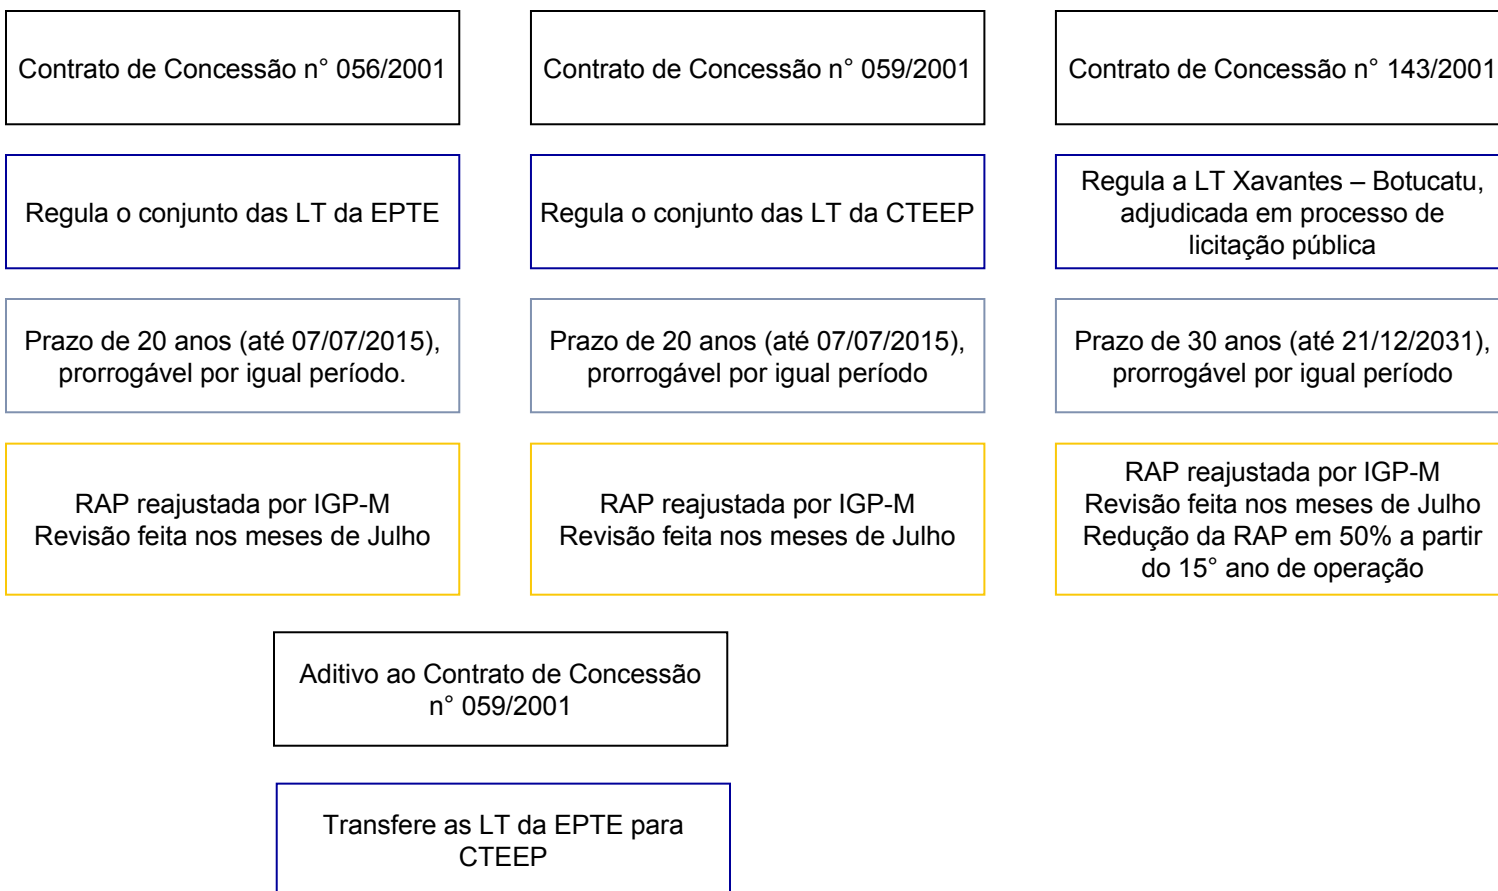 Contrato de Concessão n° 056/2001
Contrato de Concessão n° 059/2001
Contrato de Concessão n° 143/2001
Regula o conjunto das LT da EPTE
Regula o conjunto das LT da CTEEP
Regula a LT Xavantes – Botucatu,
adjudicada em processo de
licitação pública
Prazo de 20 anos (até 07/07/2015),
prorrogável por igual período.
Prazo de 20 anos (até 07/07/2015),
prorrogável por igual período
Prazo de 30 anos (até 21/12/2031),
prorrogável por igual período
RAP reajustada por IGP-M
Revisão feita nos meses de Julho
RAP reajustada por IGP-M
Revisão feita nos meses de Julho
RAP reajustada por IGP-M
Revisão feita nos meses de Julho
Redução da RAP em 50% a partir
do 15° ano de operação
Aditivo ao Contrato de Concessão
n° 059/2001
Transfere as LT da EPTE para
CTEEP